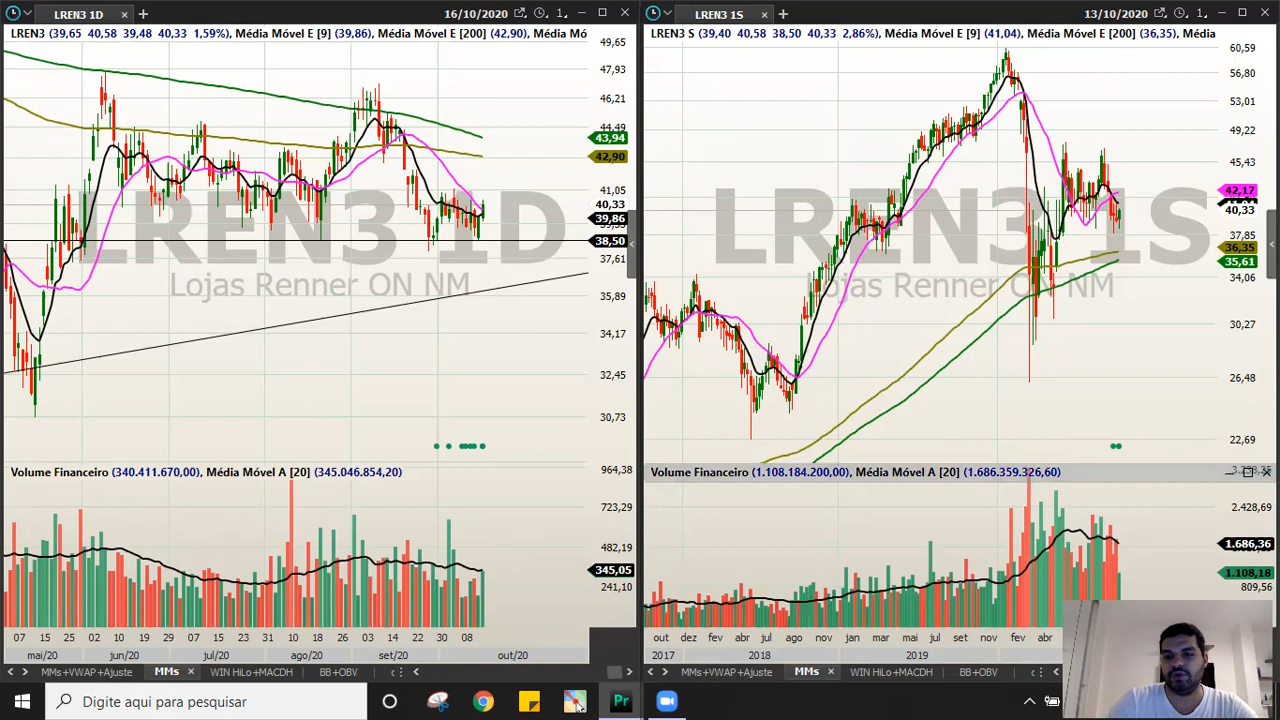 LREN3 1D
16/10/2020
1
LREN3 (39,65 40,58 39,48 40,33 1,59%), Média Móvel E [9] (39,86), Média Móvel E [200] (42,90), Média Mó
49,65
47,93
46,21
44,49
43,94
42,90
41,05
40,33
39,86
38,50
37,61
35,89
34,17
32,45
30,73
LREN3 1D
Lojas Renner ON NM
Volume Financeiro (340.411.670,00), Média Móvel A [20] (345.046.854,20)
964,38
723,29
482,19
345,05
241,10
07 15 25 02 10 19 29 07 15 23 31 10 18 26 03 14 22 30 08
mai/20 jun/20 jul/20 ago/20 set/20 out/20
MMs+VWAP+Ajuste MMs WIN HiLo+MACDH BB+OBV
LREN3 1S
13/10/2020
1
LREN3 S (39,40 40,58 38,50 40,33 2,86%), Média Móvel E [9] (41,04), Média Móvel E [200] (36,35), Média
60,59
56,80
53,01
49,22
45,43
42,17
40,33
37,85
36,35
35,61
34,06
30,27
26,48
22,69
LREN3 1S
Lojas Renner ON NM
Volume Financeiro (1.108.184.200,00), Média Móvel A [20] (1.686.359.326,60)
2.428,69
1.686,36
1.108,18
809,56
out dez fev abr jul ago nov jan mar mai jul set nov fev abr
2017 2018 2019
MMs+VWAP+Ajuste MMs WIN HiLo+MACDH BB+OBV
Digite aqui para pesquisar
Pr